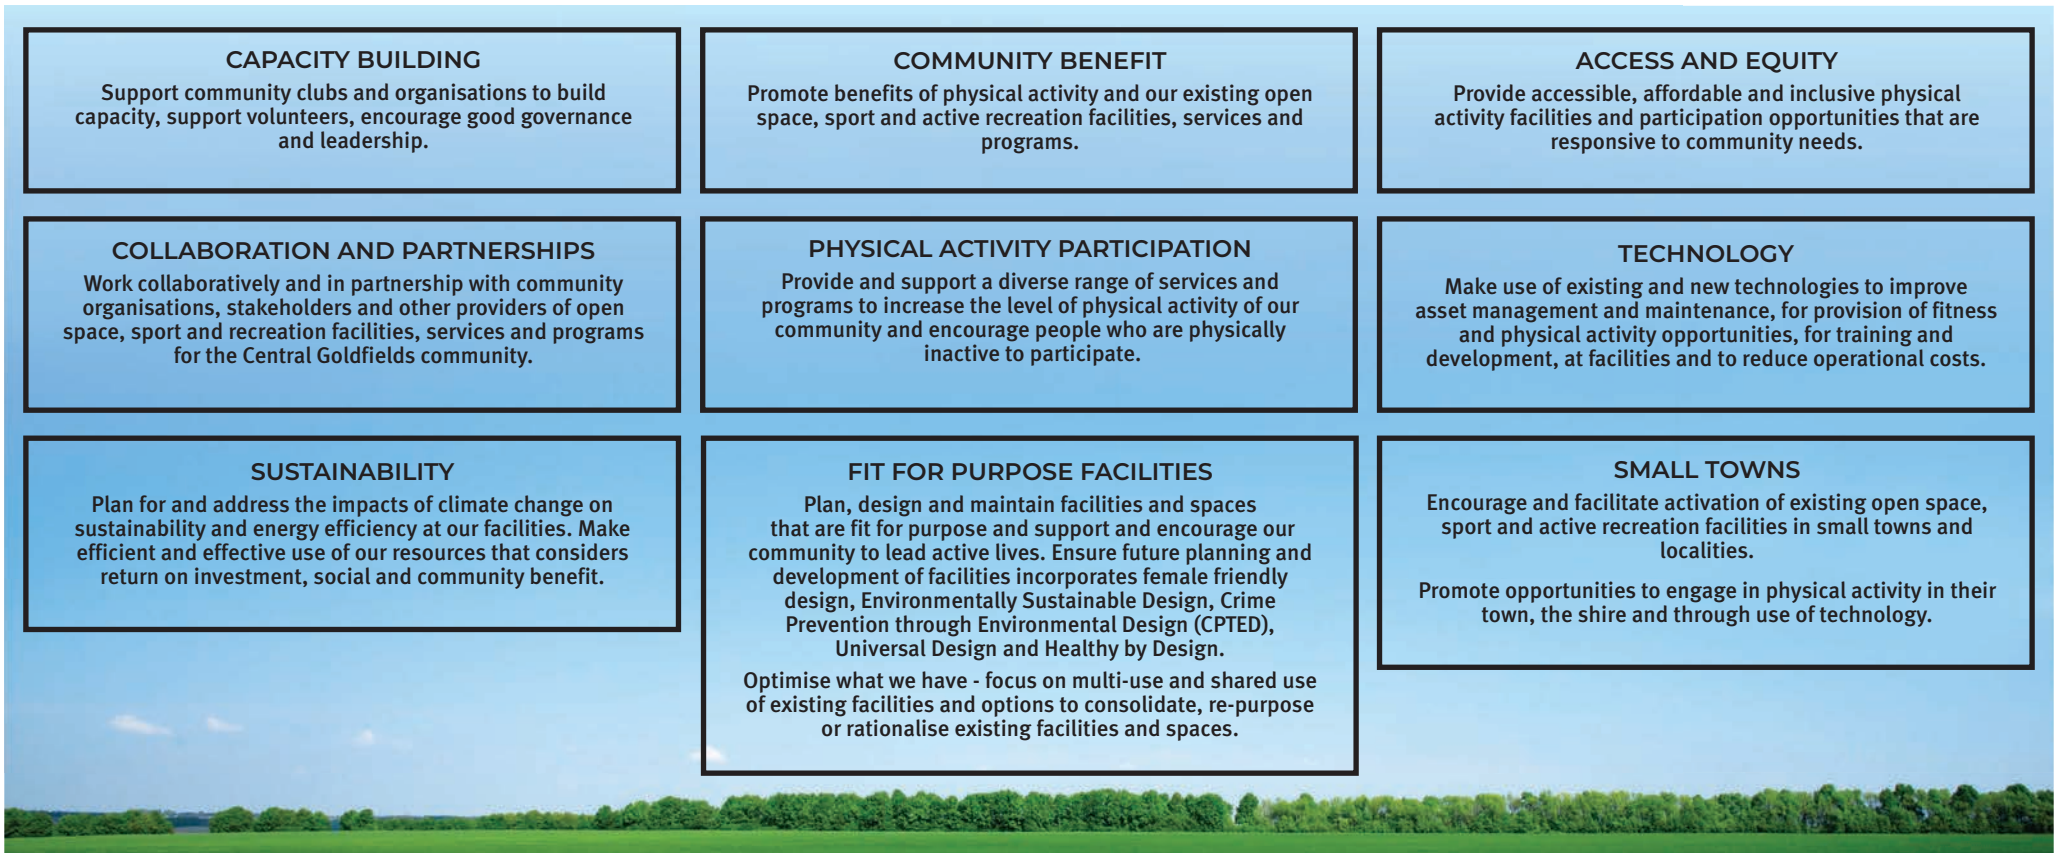 CAPACITY BUILDING
Support community clubs and organisations to build
capacity, support volunteers, encourage good governance
and leadership.
COMMUNITY BENEFIT
Promote benefits of physical activity and our existing open
space, sport and active recreation facilities, services and
programs.
ACCESS AND EQUITY
Provide accessible, affordable and inclusive physical
activity facilities and participation opportunities that are
responsive to community needs.
COLLABORATION AND PARTNERSHIPS
Work collaboratively and in partnership with community
organisations, stakeholders and other providers of open
space, sport and recreation facilities, services and programs
for the Central Goldfields community.
PHYSICAL ACTIVITY PARTICIPATION
Provide and support a diverse range of services and
programs to increase the level of physical activity of our
community and encourage people who are physically
inactive to participate.
TECHNOLOGY
Make use of existing and new technologies to improve
asset management and maintenance, for provision of fitness
and physical activity opportunities, for training and
development, at facilities and to reduce operational costs.
SUSTAINABILITY
Plan for and address the impacts of climate change on
sustainability and energy efficiency at our facilities. Make
efficient and effective use of our resources that considers
return on investment, social and community benefit.
FIT FOR PURPOSE FACILITIES
Plan, design and maintain facilities and spaces
that are fit for purpose and support and encourage our
community to lead active lives. Ensure future planning and
development of facilities incorporates female friendly
design, Environmentally Sustainable Design, Crime
Prevention through Environmental Design (CPTED),
Universal Design and Healthy by Design.
Optimise what we have - focus on multi-use and shared use
of existing facilities and options to consolidate, re-purpose
or rationalise existing facilities and spaces.
SMALL TOWNS
Encourage and facilitate activation of existing open space,
sport and active recreation facilities in small towns and
localities.
Promote opportunities to engage in physical activity in their
town, the shire and through use of technology.